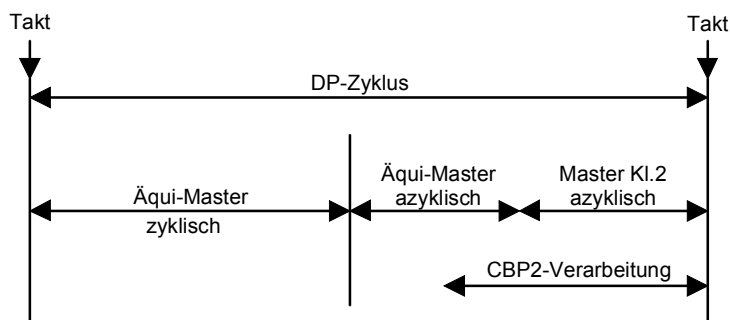 Takt
Takt
DP-Zyklus
Äqui-Master
zyklisch
Äqui-Master
azyklisch
Master Kl.2
azyklisch
CBP2-Verarbeitung